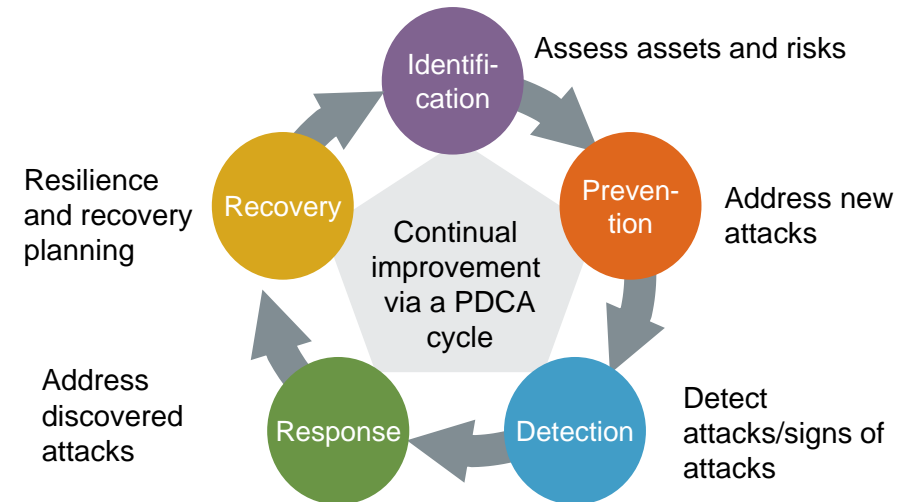 Identifi-
cation
Assess assets and risks
Preven-
tion
Address new
attacks
Detection
Detect
attacks/signs of
attacks
Response
Address
discovered
attacks
Recovery
Resilience
and recovery
planning
Continual
improvement
via a PDCA
cycle